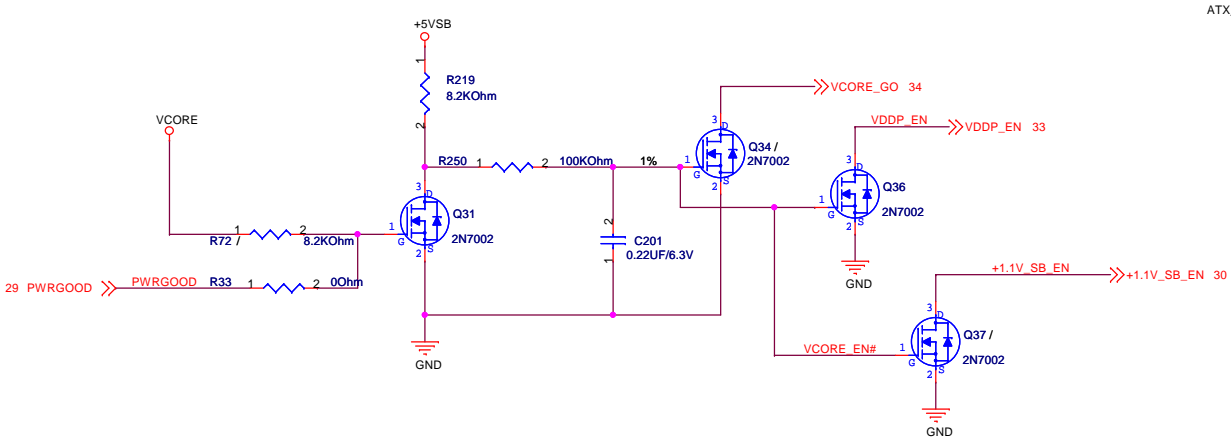 ATX
+5VSB
1
R219
8.2KOhm
2
VCORE
VCORE_GO 34
VDDP_EN
VDDP_EN 33
3
D
Q34 /
2N7002
1
G
2
S
R250 1 2 100KOhm 1%
3
D
Q36
2N7002
1
G
2
S
GND
3
D
Q31
2N7002
1
G
2
S
1
R72 /
2
8.2KOhm
2
C201
0.22UF/6.3V
1
29 PWRGOOD
PWRGOOD R33 1 2 0Ohm
+1.1V_SB_EN
+1.1V_SB_EN 30
3
D
Q37 /
2N7002
VCORE_EN#
1
G
2
S
GND
GND